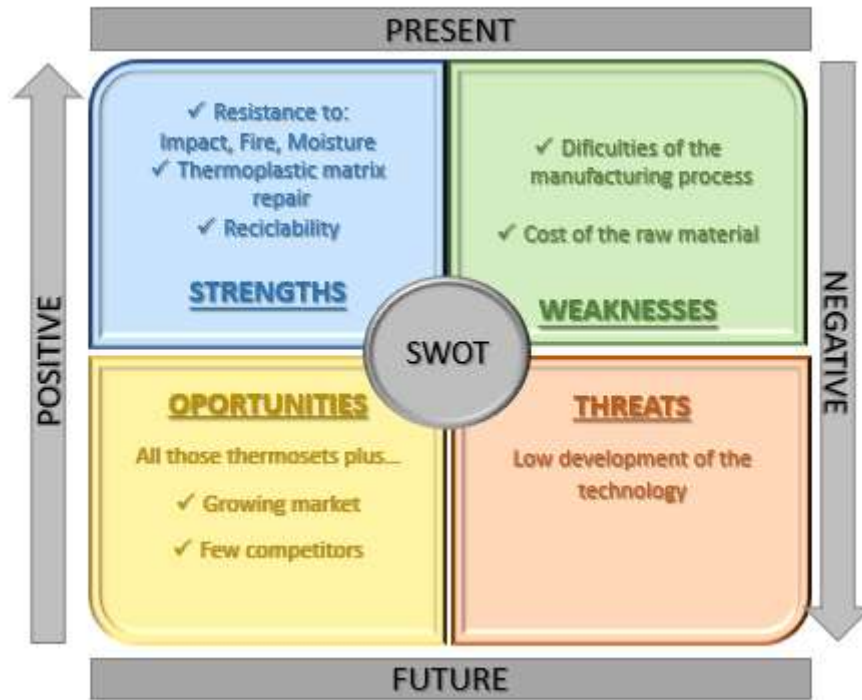 PRESENT
POSITIVE
✓ Resistance to:
Impact, Fire, Moisture
✓ Thermoplastic matrix
repair
✓ Reciclability
STRENGTHS
✓ Dificulties of the
manufacturing process
✓ Cost of the raw material
WEAKNESSES
NEGATIVE
SWOT
OPORTUNITIES
All those thermosets plus...
✓ Growing market
✓ Few competitors
THREATS
Low development of the
technology
FUTURE